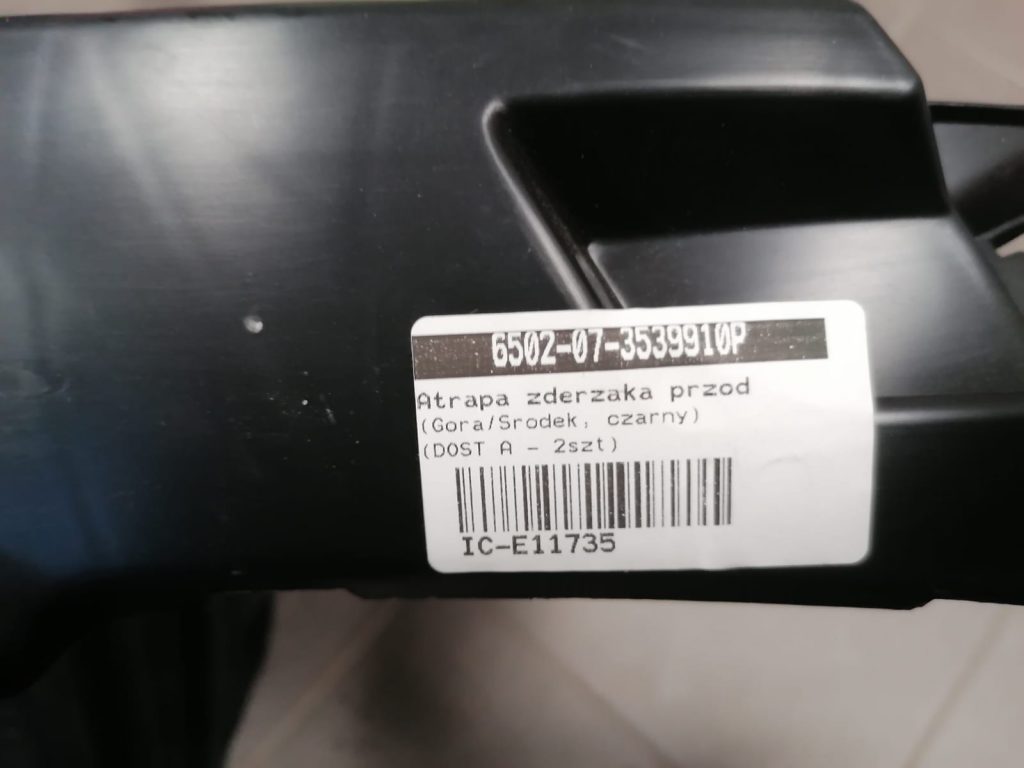 6502-07-3539910P
Atrapa zderzaka przod
(Gora/Srodek, czarny)
(DOST A - 2szt)
IC-E11735